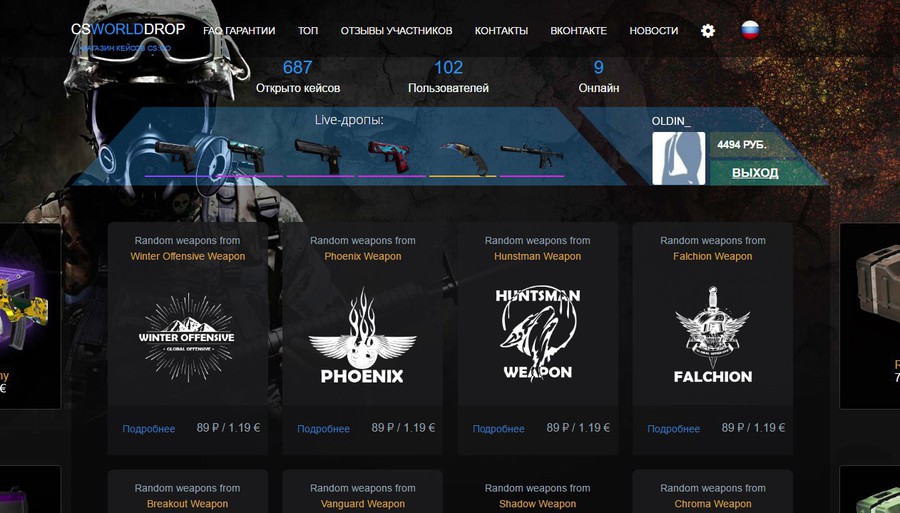 CSWORLDDROP
МАГАЗИН КЕЙСОВ CS:GO
FAQ ГАРАНТИИ
ТОП
ОТЗЫВЫ УЧАСТНИКОВ
КОНТАКТЫ
ВКОНТАКТЕ
НОВОСТИ
687
102
9
Открыто кейсов
Пользователей
Онлайн
Live-дропы:
OLDIN_
4494 РУБ.
ВЫХОД
Random weapons from
Winter Offensive Weapon
WINTER OFFENSIVE
- GLOBAL OFFENSIVE -
Подробнее
89 ₽ / 1.19 €
Random weapons from
Phoenix Weapon
PHOENIX
Подробнее
89 ₽ / 1.19 €
Random weapons from
Hunstman Weapon
HUNTSMAN
WEAPON
Подробнее
89 ₽ / 1.19 €
Random weapons from
Falchion Weapon
FALCHION
Подробнее
89 ₽ / 1.19 €
Random weapons from
Breakout Weapon
Random weapons from
Vanguard Weapon
Random weapons from
Shadow Weapon
Random weapons from
Chroma Weapon